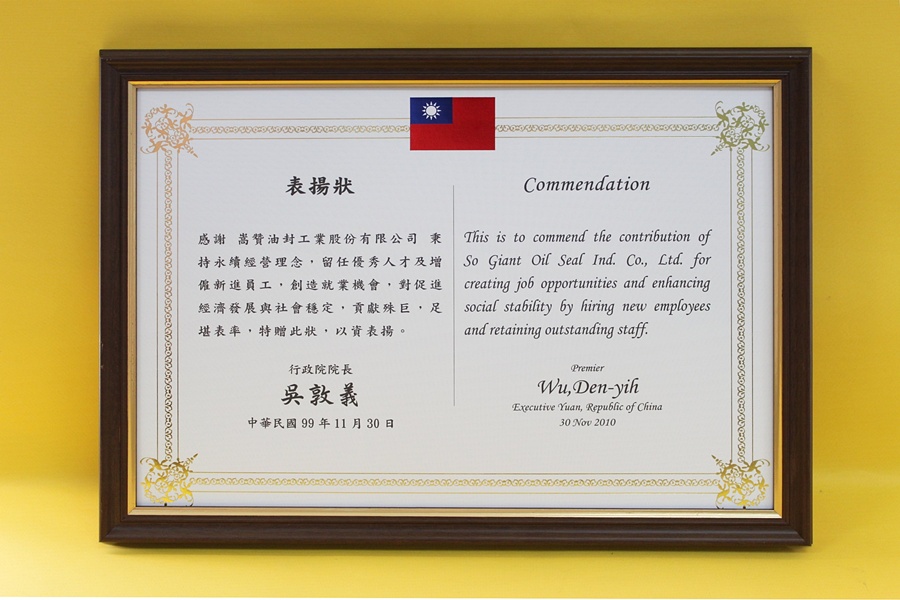 表揚狀
感謝 嵩贊油封工業股份有限公司 秉
持永續經營理念，留任優秀人才及增
僱新進員工，創造就業機會，對促進
經濟發展與社會穩定，貢獻殊巨，足
堪表率，特贈此狀，以資表揚。
行政院院長
吳敦義
中華民國 99 年 11 月 30 日
Commendation
This is to commend the contribution of
So Giant Oil Seal Ind. Co., Ltd. for
creating job opportunities and enhancing
social stability by hiring new employees
and retaining outstanding staff.
Premier
Wu,Den-yih
Executive Yuan, Republic of China
30 Nov 2010